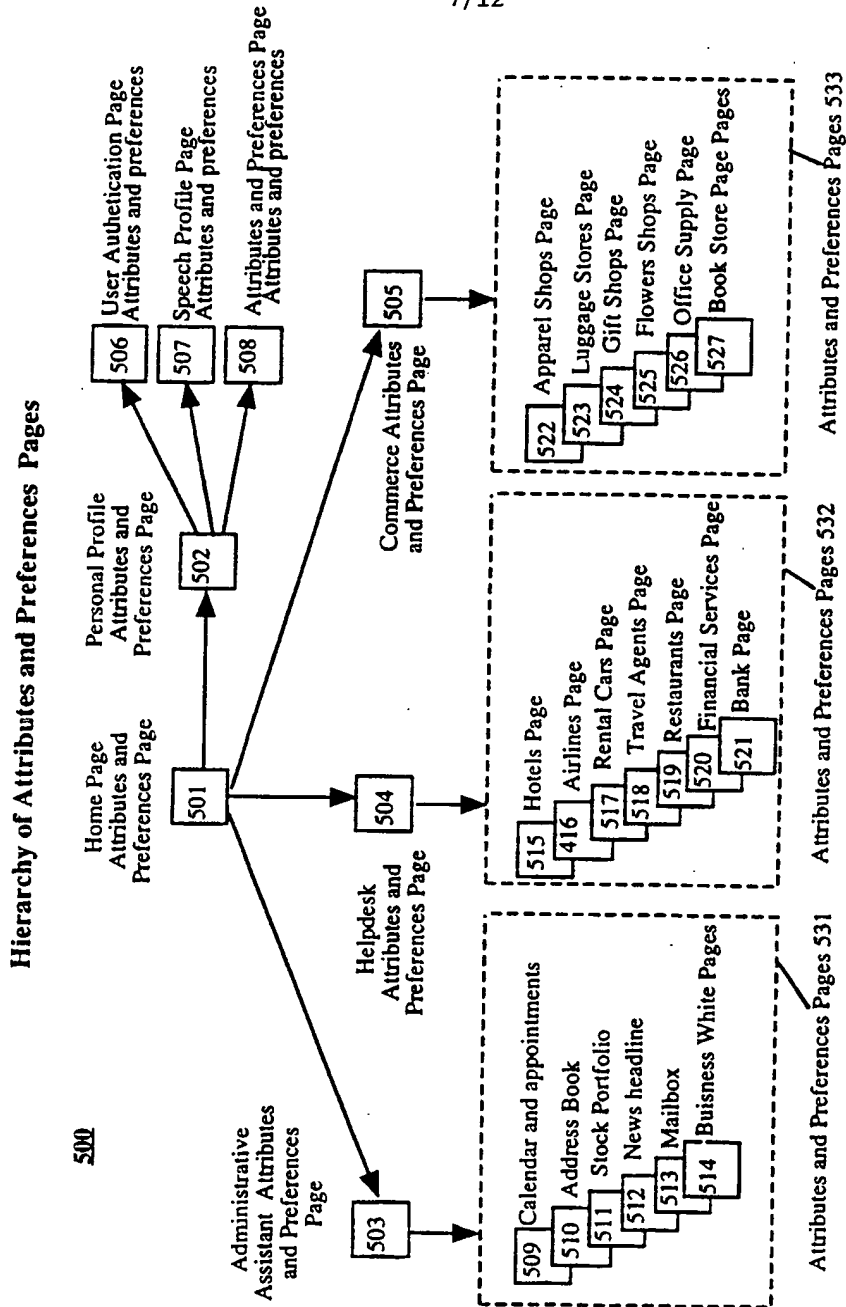 7/12
Hierarchy of Attributes and Preferences Pages
500
Home Page
Attributes and
Preferences Page
501
Personal Profile
Attributes and
Preferences Page
502
506
User Authetication Page
Attributes and preferences
507
Speech Profile Page
Attributes and preferences
508
Attributes and Preferences Page
Attributes and preferences
Administrative
Assistant Attributes
and Preferences
Page
503
Helpdesk
Attributes and
Preferences Page
504
Commerce Attributes
and Preferences Page
505
509 Calendar and appointments
510 Address Book
511 Stock Portfolio
512 News headline
513 Mailbox
514 Buisness White Pages
Attributes and Preferences Pages 531
515 Hotels Page
416 Airlines Page
517 Rental Cars Page
518 Travel Agents Page
519 Restaurants Page
520 Financial Services Page
521 Bank Page
Attributes and Preferences Pages 532
522 Apparel Shops Page
523 Luggage Stores Page
524 Gift Shops Page
525 Flowers Shops Page
526 Office Supply Page
527 Book Store Page Pages
Attributes and Preferences Pages 533